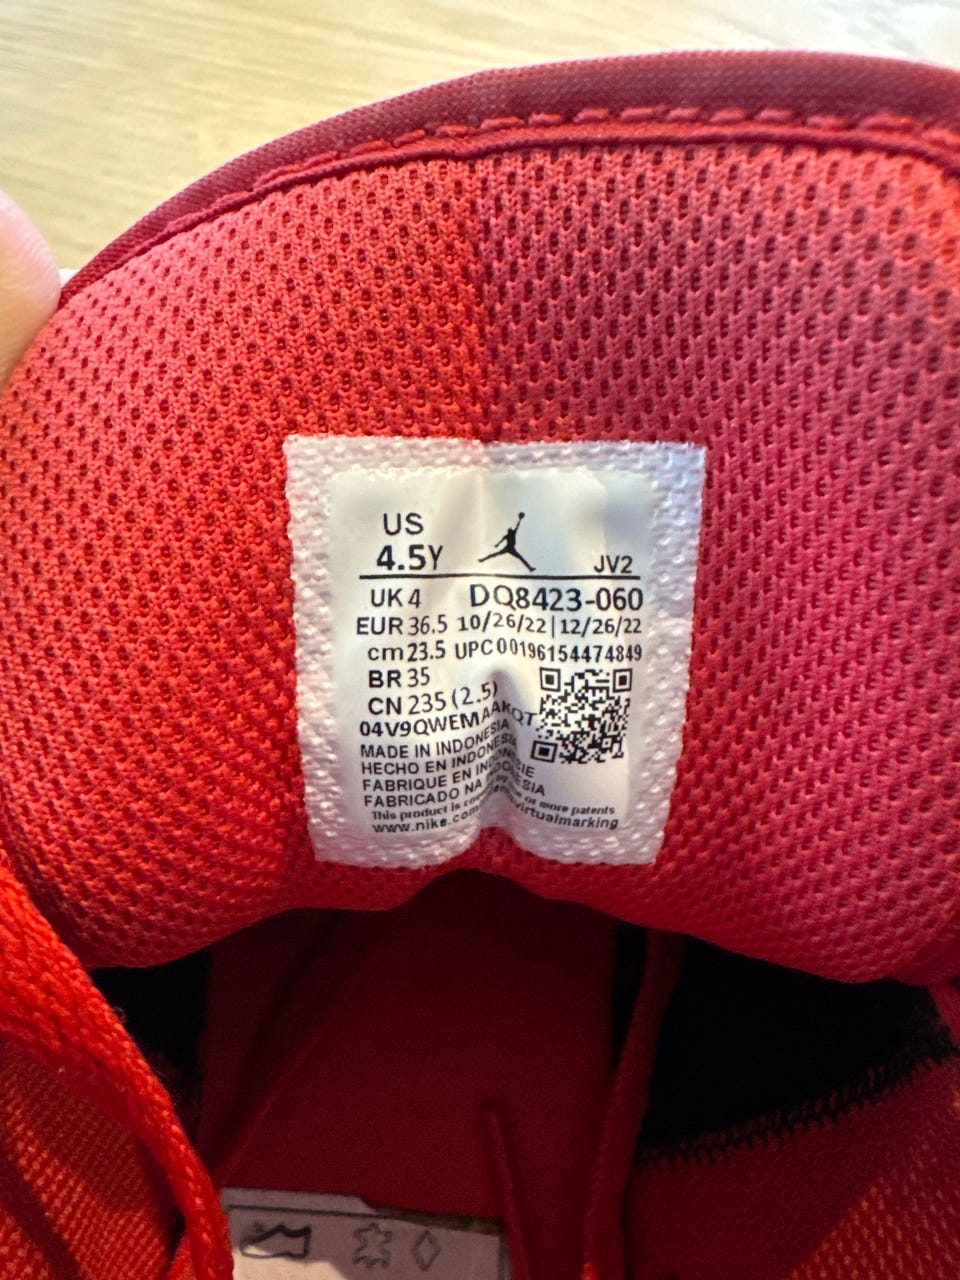 US
4.5Y
JV2
UK 4 DQ8423-060
EUR 36.5 10/26/22|12/26/22
cm 23.5 UPC 00196154474849
BR 35
CN 235 (2.5)
04V9QWEMAAKQT
MADE IN INDONESIA
HECHO EN INDONESIA
FABRIQUE EN INDONESIE
FABRICADO NA INDONESIA
This product is or more patents
www.nike.com